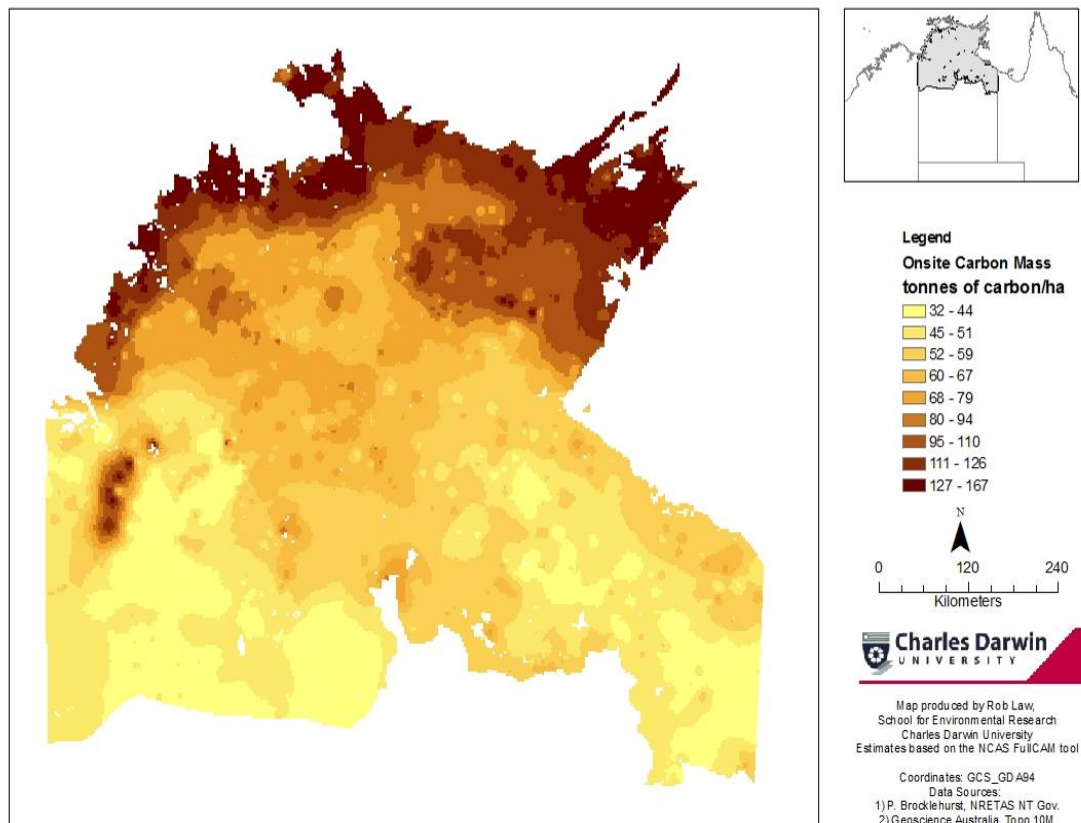 Legend
Onsite Carbon Mass
tonnes of carbon/ha
32 - 44
45 - 51
52 - 59
60 - 67
68 - 79
80 - 94
95 - 110
111 - 126
127 - 167
N
0 120 240
Kilometers
Charles Darwin
UNIVERSITY
Map produced by Rob Law,
School for Environmental Research
Charles Darwin University
Estimates based on the NCAS FullCAM tool
Coordinates: GCS_GDA94
Data Sources:
1) P. Brocklehurst, NRETAS NT Gov.
2) Geoscience Australia, Topo 10M